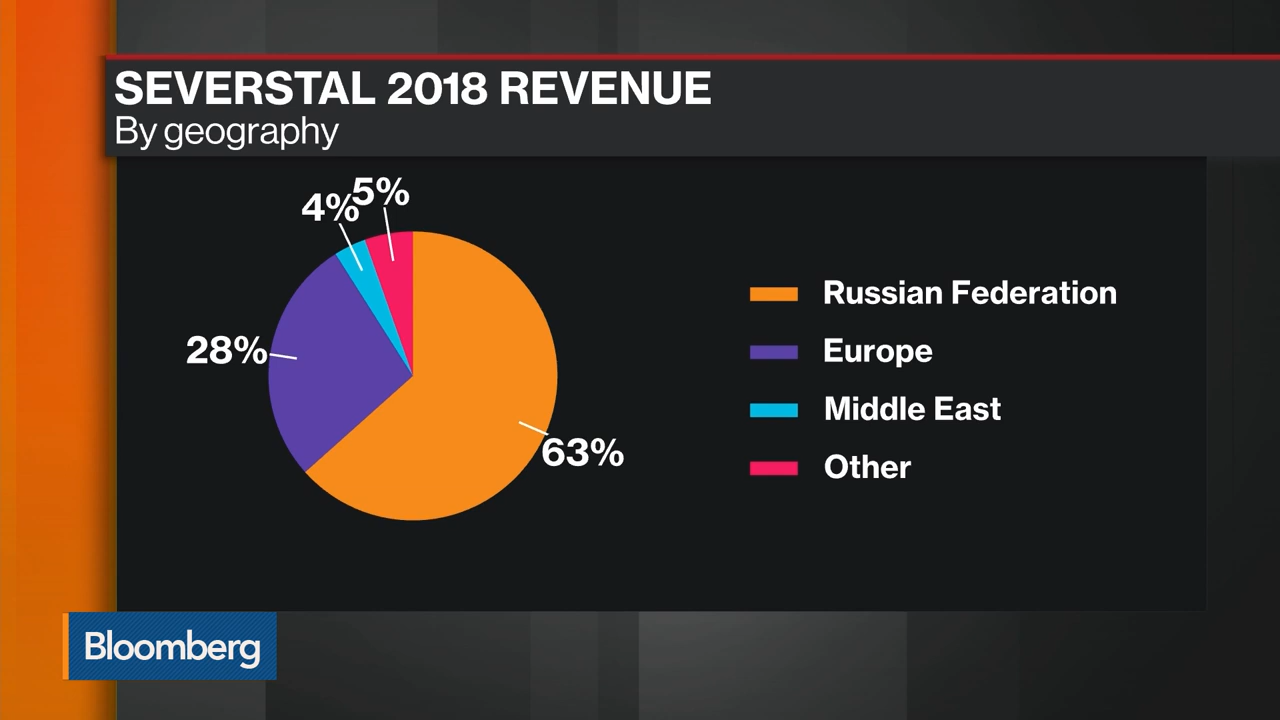 SEVERSTAL 2018 REVENUE
By geography
4%
5%
28%
63%
Russian Federation
Europe
Middle East
Other
Bloomberg